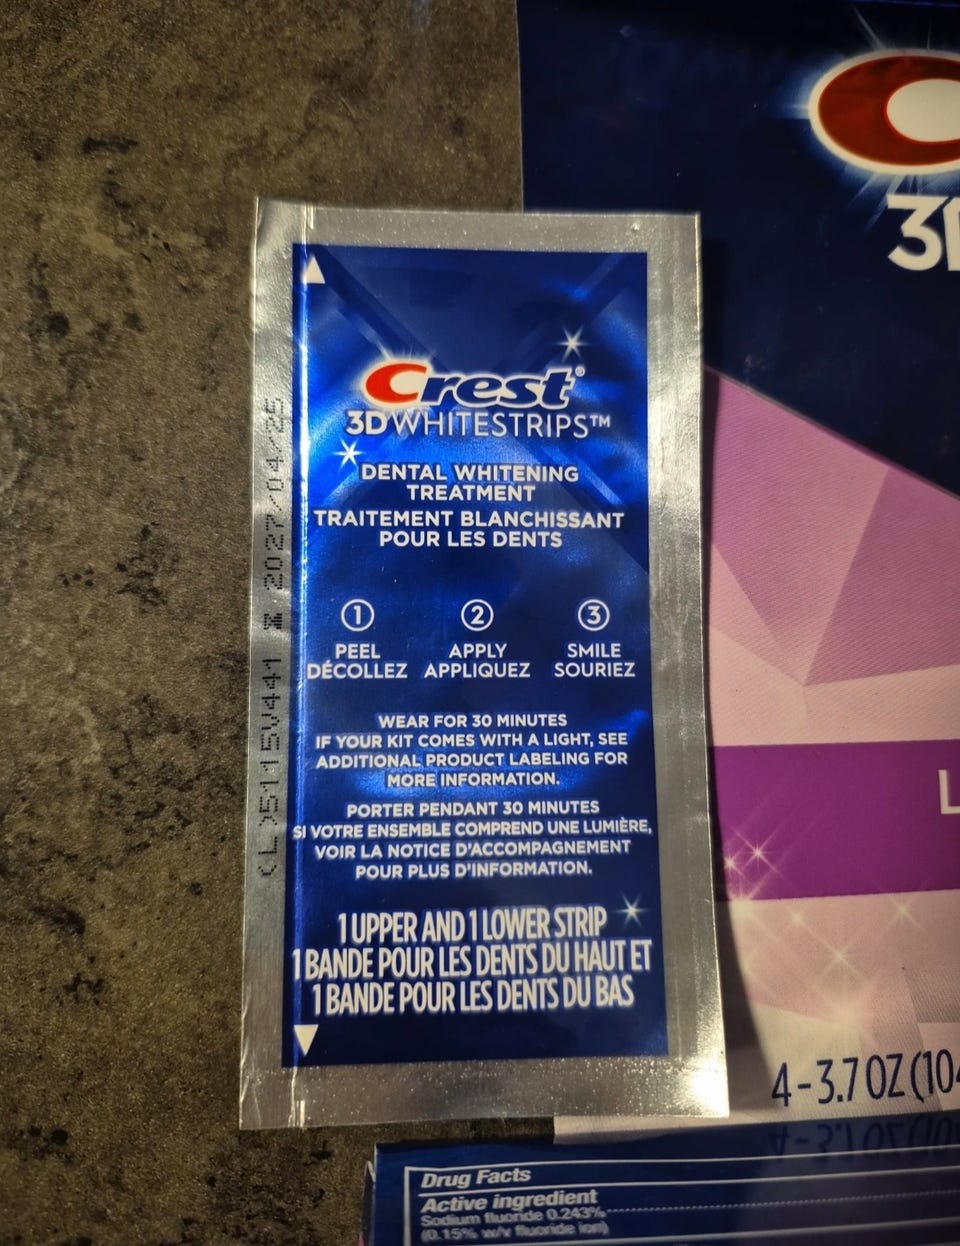 Crest®
3DWHITESTRIPS™
DENTAL WHITENING
TREATMENT
TRAITEMENT BLANCHISSANT
POUR LES DENTS
1 2 3
PEEL APPLY SMILE
DÉCOLLEZ APPLIQUEZ SOURIEZ
WEAR FOR 30 MINUTES
IF YOUR KIT COMES WITH A LIGHT, SEE
ADDITIONAL PRODUCT LABELING FOR
MORE INFORMATION.
PORTER PENDANT 30 MINUTES
SI VOTRE ENSEMBLE COMPREND UNE LUMIÈRE,
VOIR LA NOTICE D'ACCOMPAGNEMENT
POUR PLUS D'INFORMATION.
1 UPPER AND 1 LOWER STRIP
1 BANDE POUR LES DENTS DU HAUT ET
1 BANDE POUR LES DENTS DU BAS
(L)5115V441 2027/04/25
C
3D
L
4-3.7 OZ (104
Drug Facts
Active ingredient
Sodium fluoride 0.243%
(0.15% w/v fluoride ion)